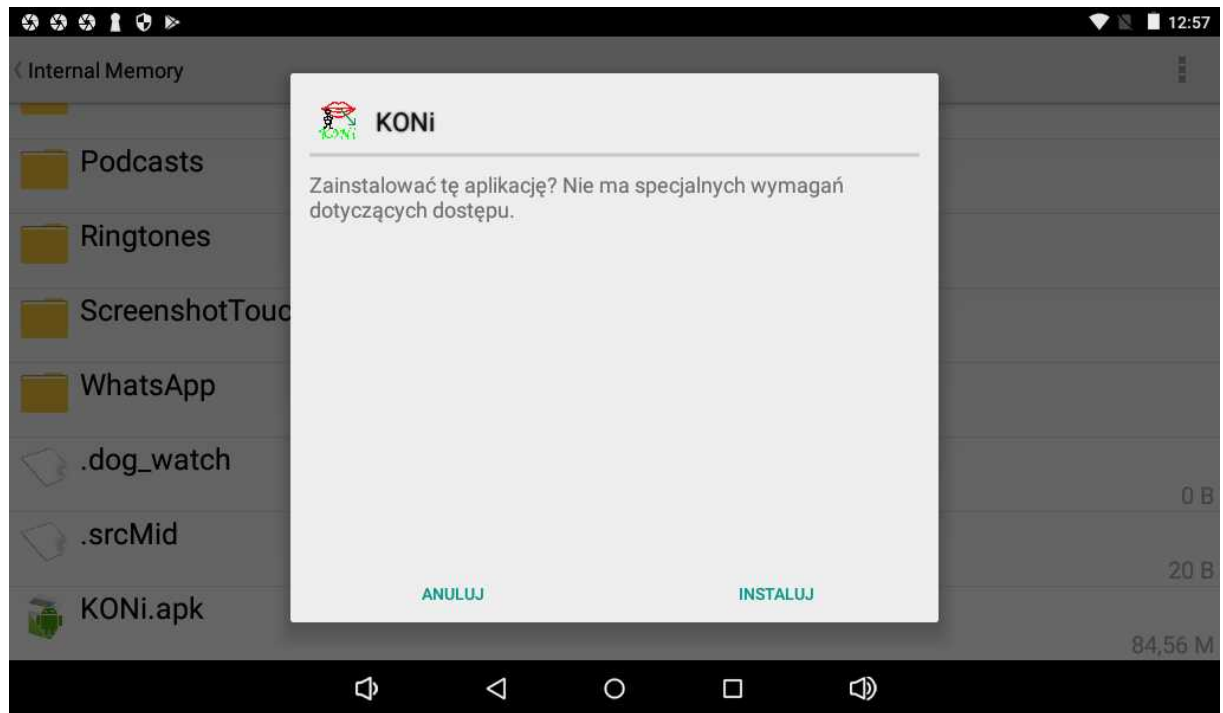 12:57
Internal Memory
KONi
KONi
Zainstalować tę aplikację? Nie ma specjalnych wymagań
dotyczących dostępu.
Podcasts
Ringtones
ScreenshotTouc
WhatsApp
.dog_watch
0 B
.srcMid
20 B
KONi.apk
84,56 M
ANULUJ
INSTALUJ